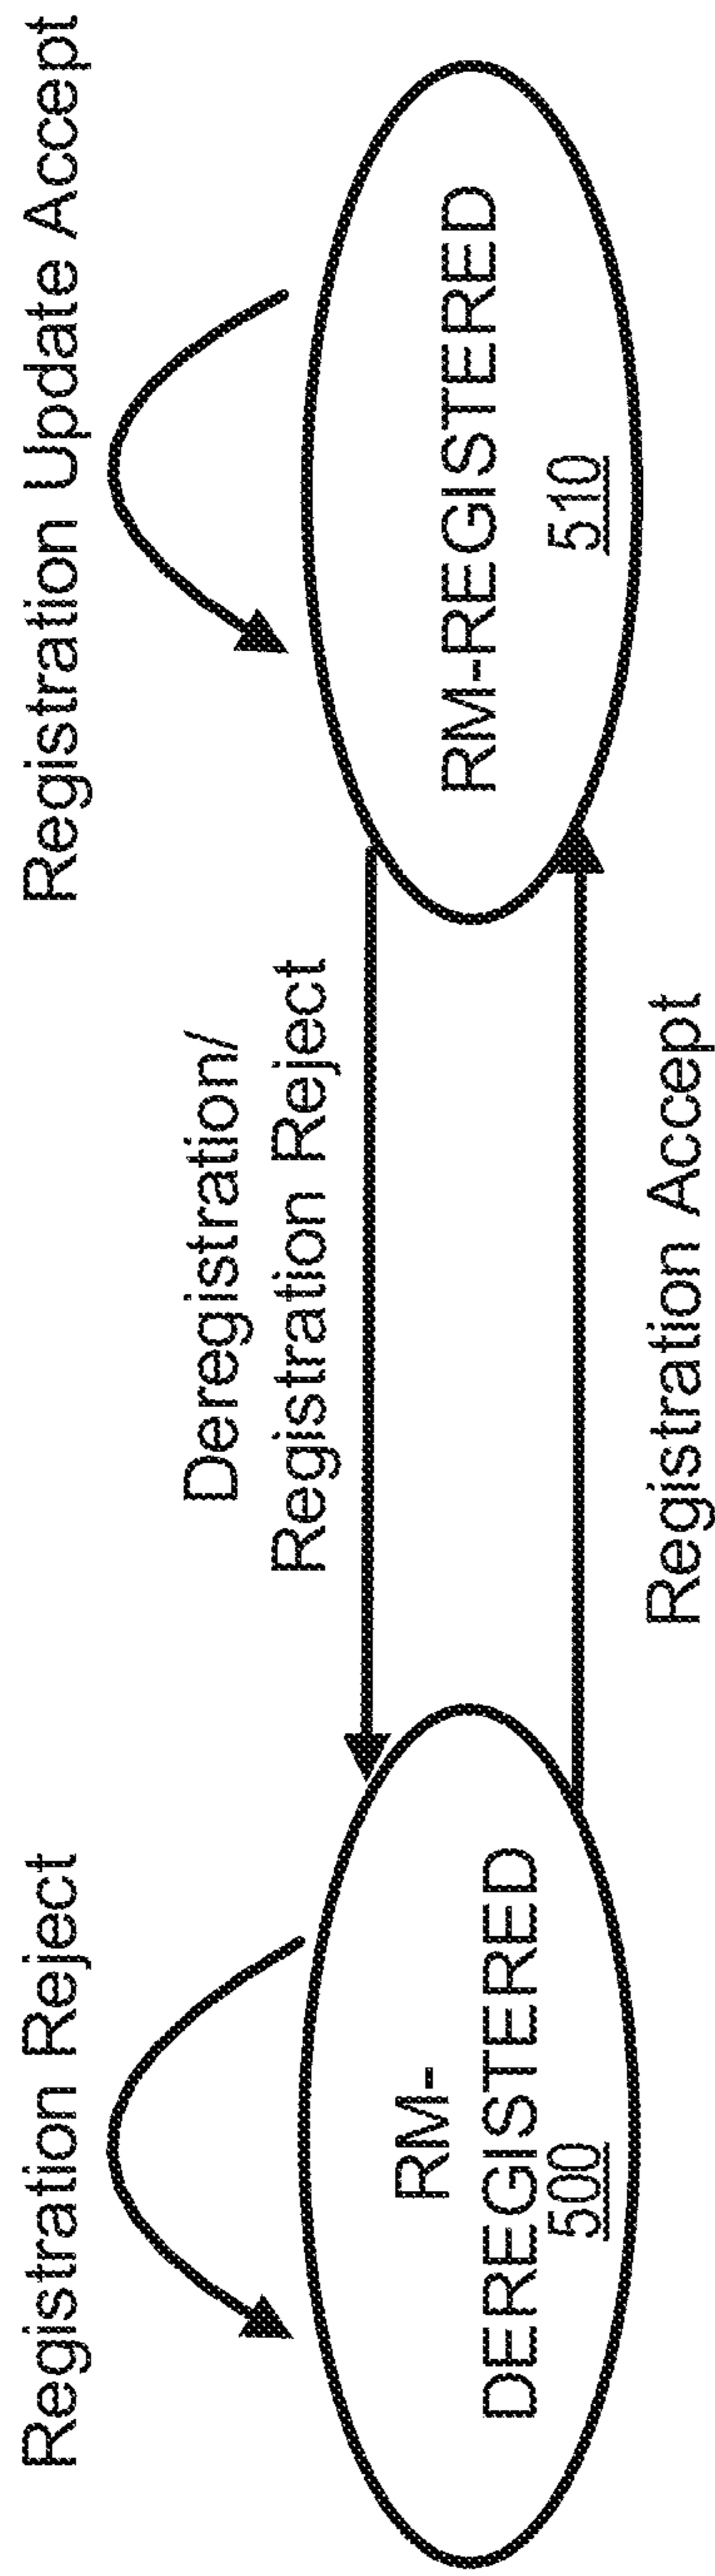 Registration Reject
Registration Update Accept
Deregistration/
Registration Reject
RM-
DEREGISTERED
500
RM-REGISTERED
510
Registration Accept